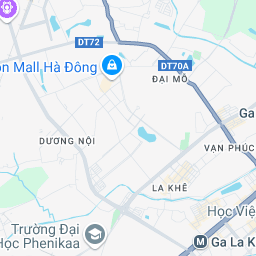 DT72
on Mall Hà Đông
DT70A
ĐẠI MỖ
Ga
DƯƠNG NỘI
VẠN PHÚC
LA KHÊ
Học Việ
Trường Đại
Học Phenikaa
Ga La K